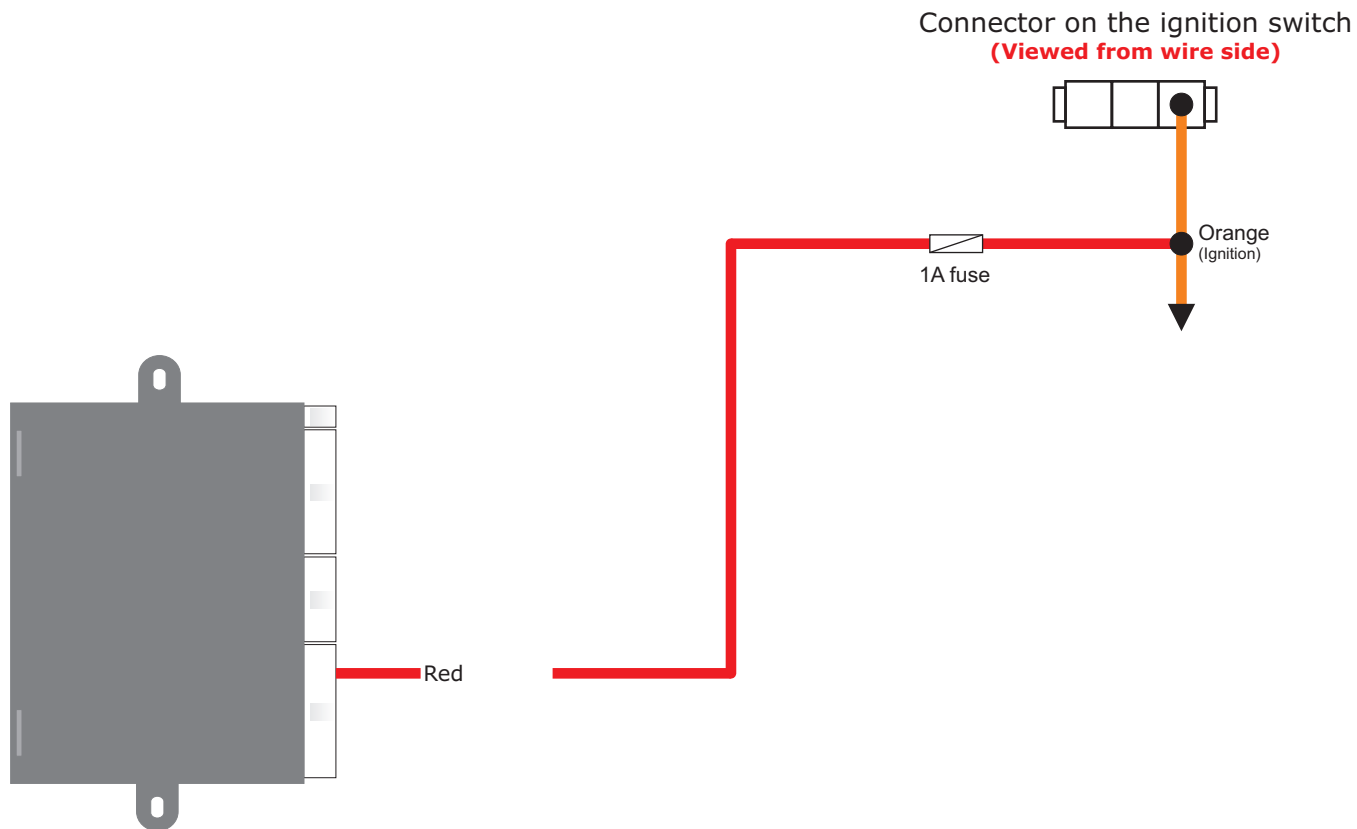 Connector on the ignition switch
(Viewed from wire side)
Orange
(Ignition)
1A fuse
Red